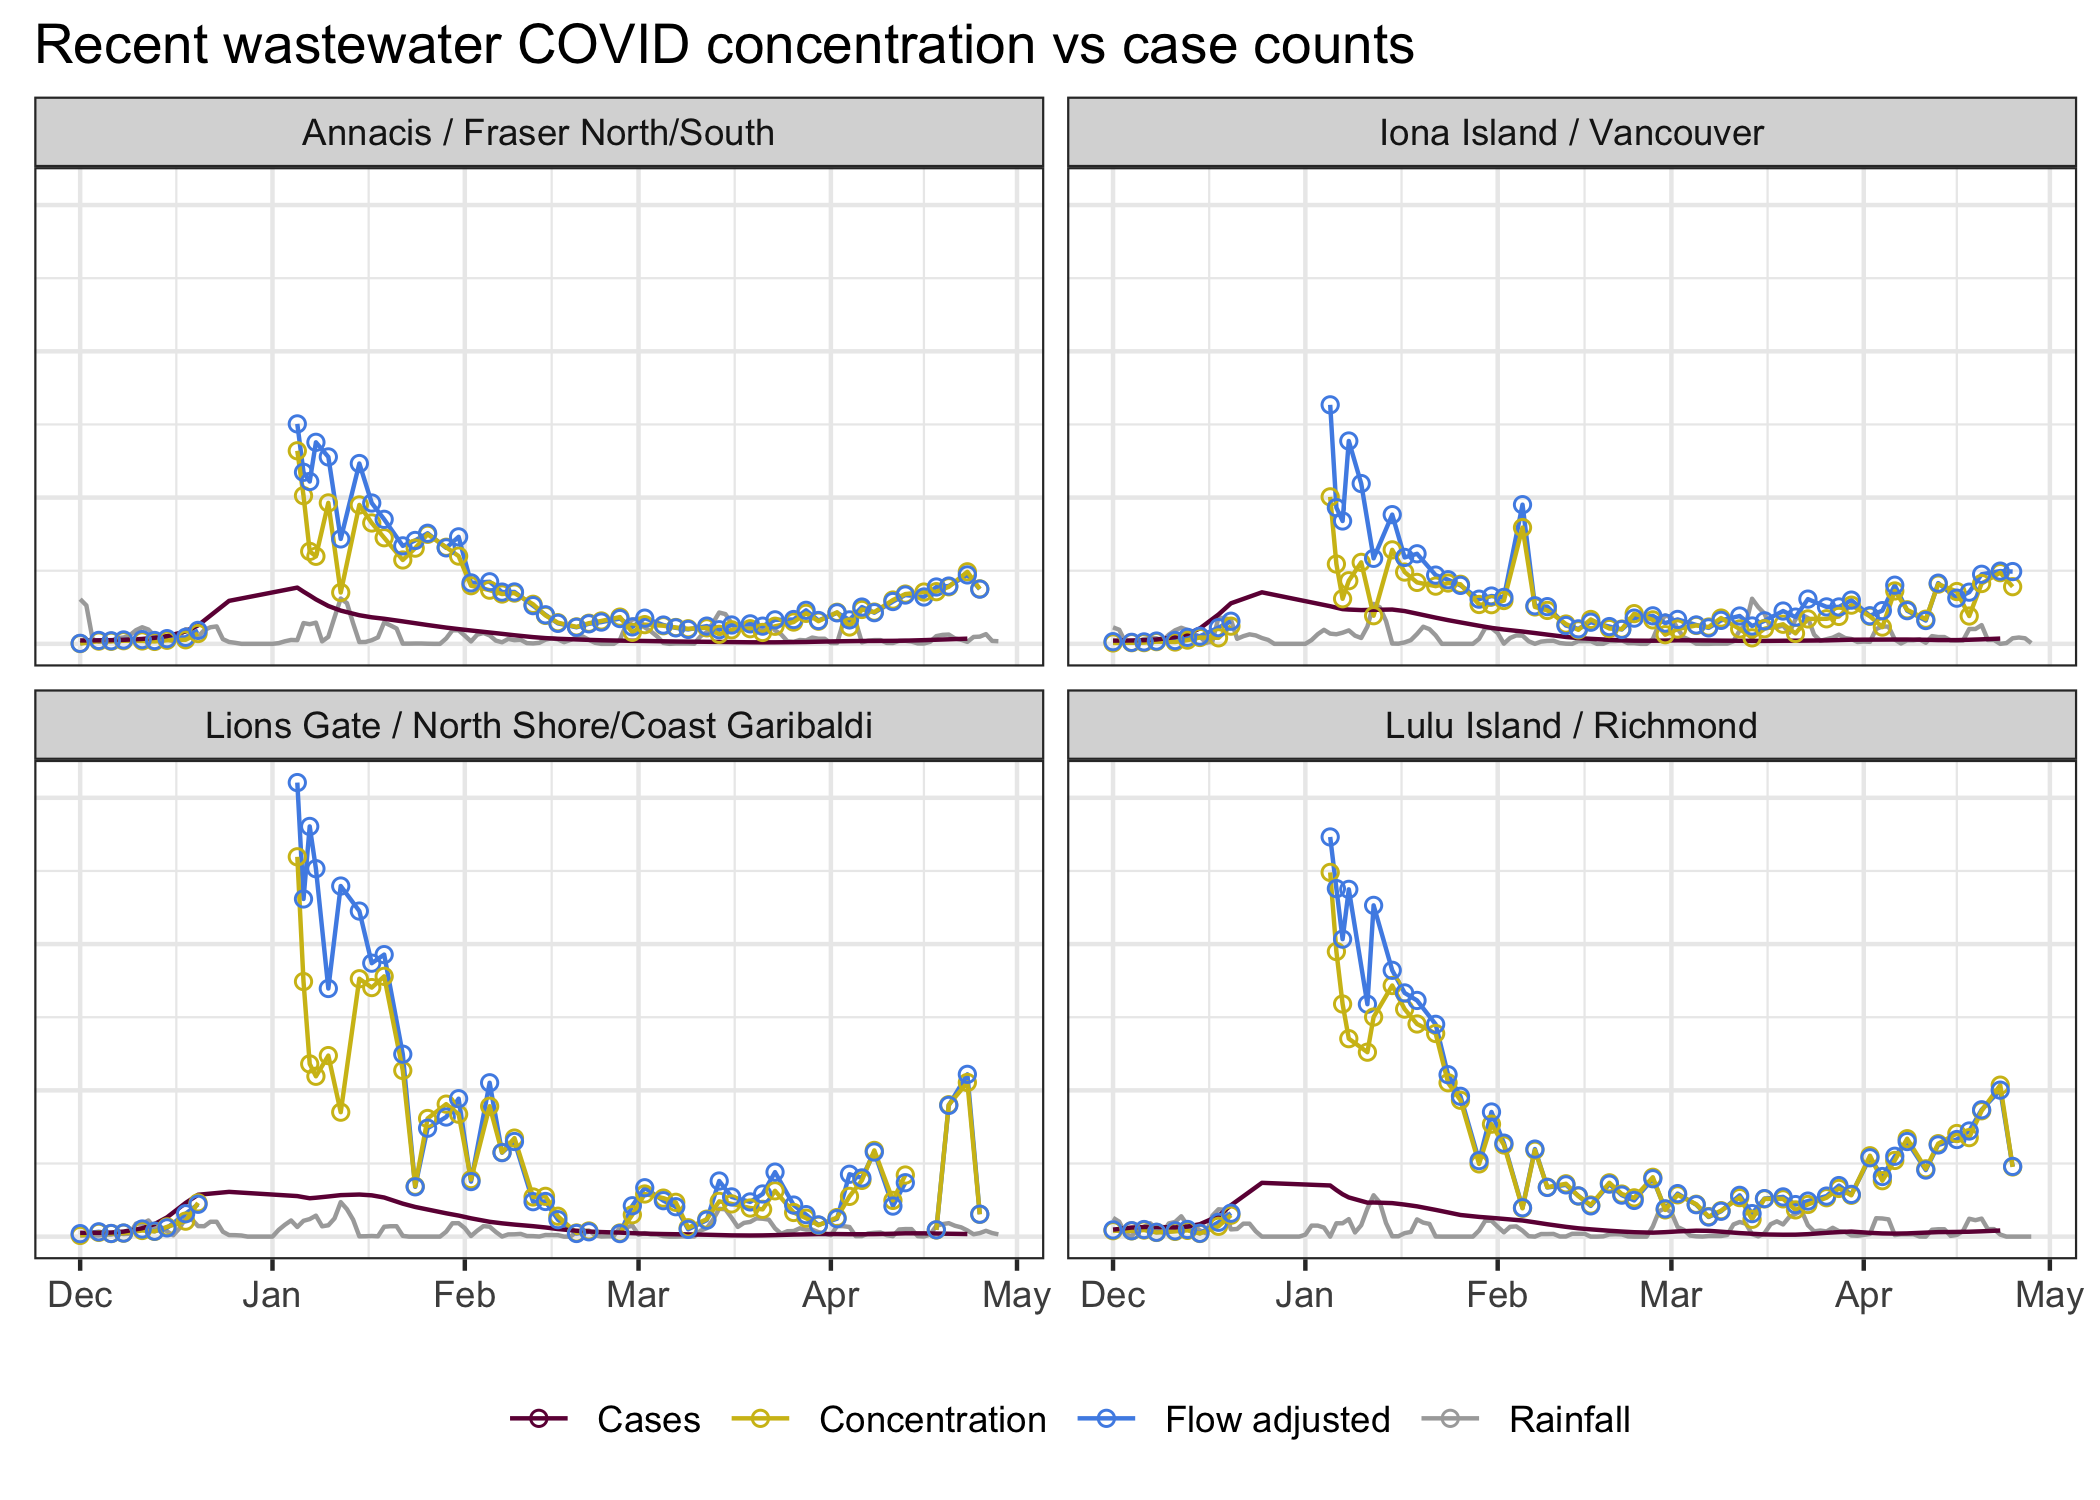 Recent wastewater COVID concentration vs case counts
Annacis / Fraser North/South
Iona Island / Vancouver
Lions Gate / North Shore/Coast Garibaldi
Lulu Island / Richmond
Dec Jan Feb Mar Apr May
Dec Jan Feb Mar Apr May
Cases Concentration Flow adjusted Rainfall